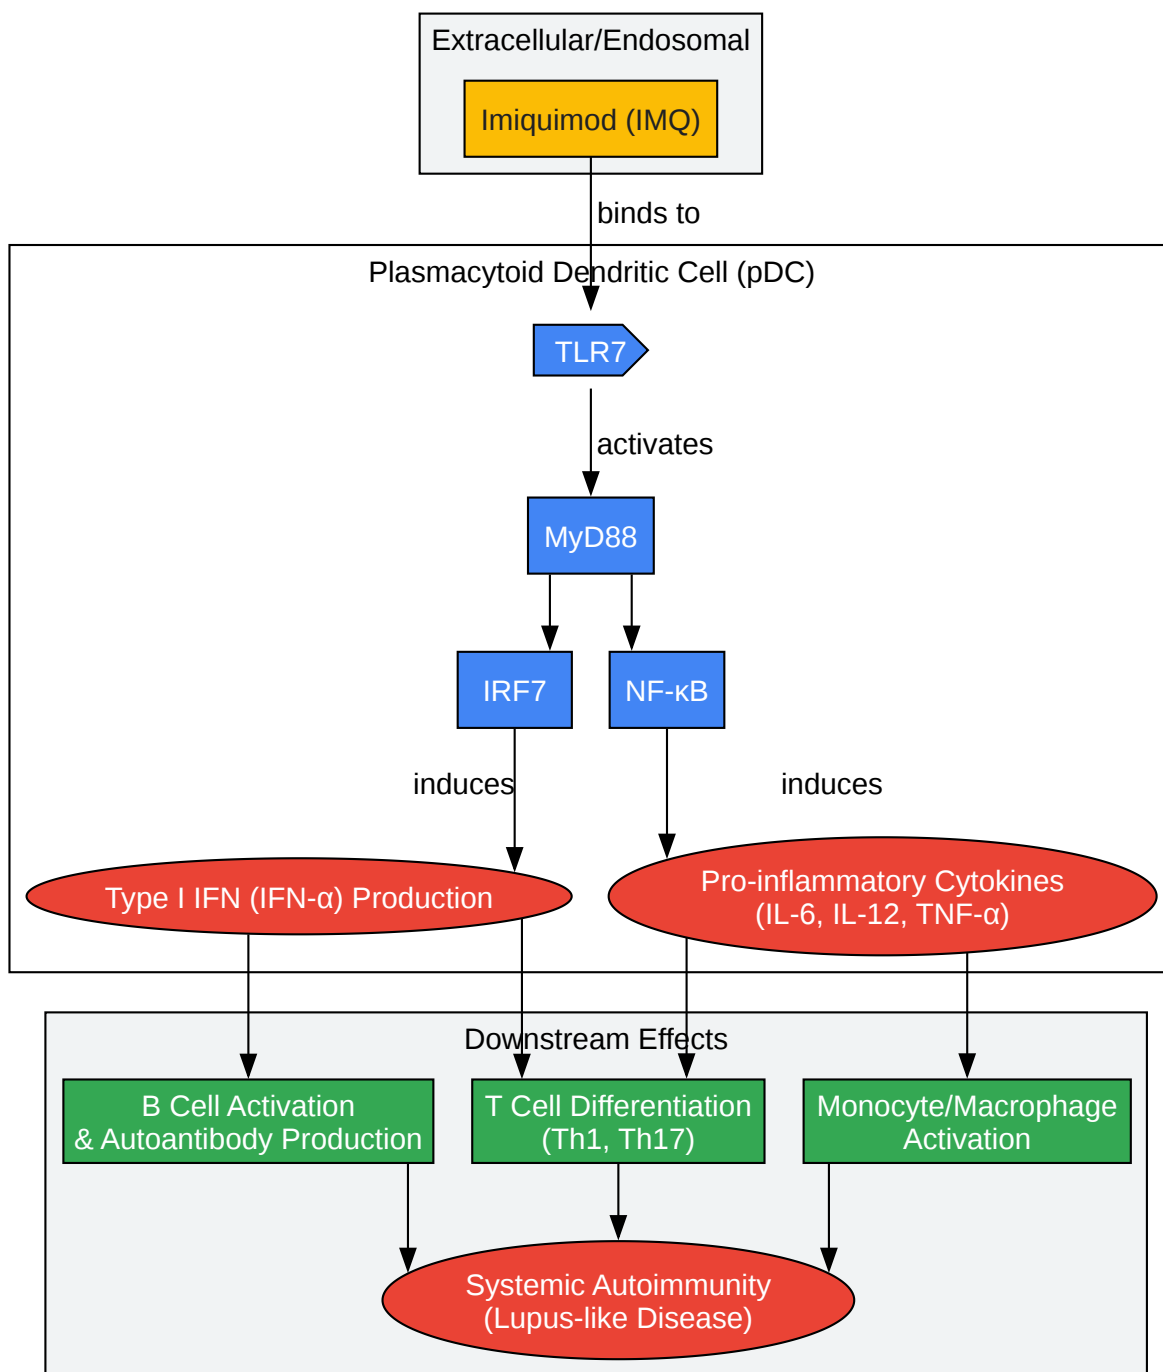 Extracellular/Endosomal
Imiquimod (IMQ)
binds to
Plasmacytoid Dendritic Cell (pDC)
TLR7
activates
MyD88
IRF7
NF-κB
induces
induces
Type I IFN (IFN-α) Production
Pro-inflammatory Cytokines
(IL-6, IL-12, TNF-α)
Downstream Effects
B Cell Activation
& Autoantibody Production
T Cell Differentiation
(Th1, Th17)
Monocyte/Macrophage
Activation
Systemic Autoimmunity
(Lupus-like Disease)